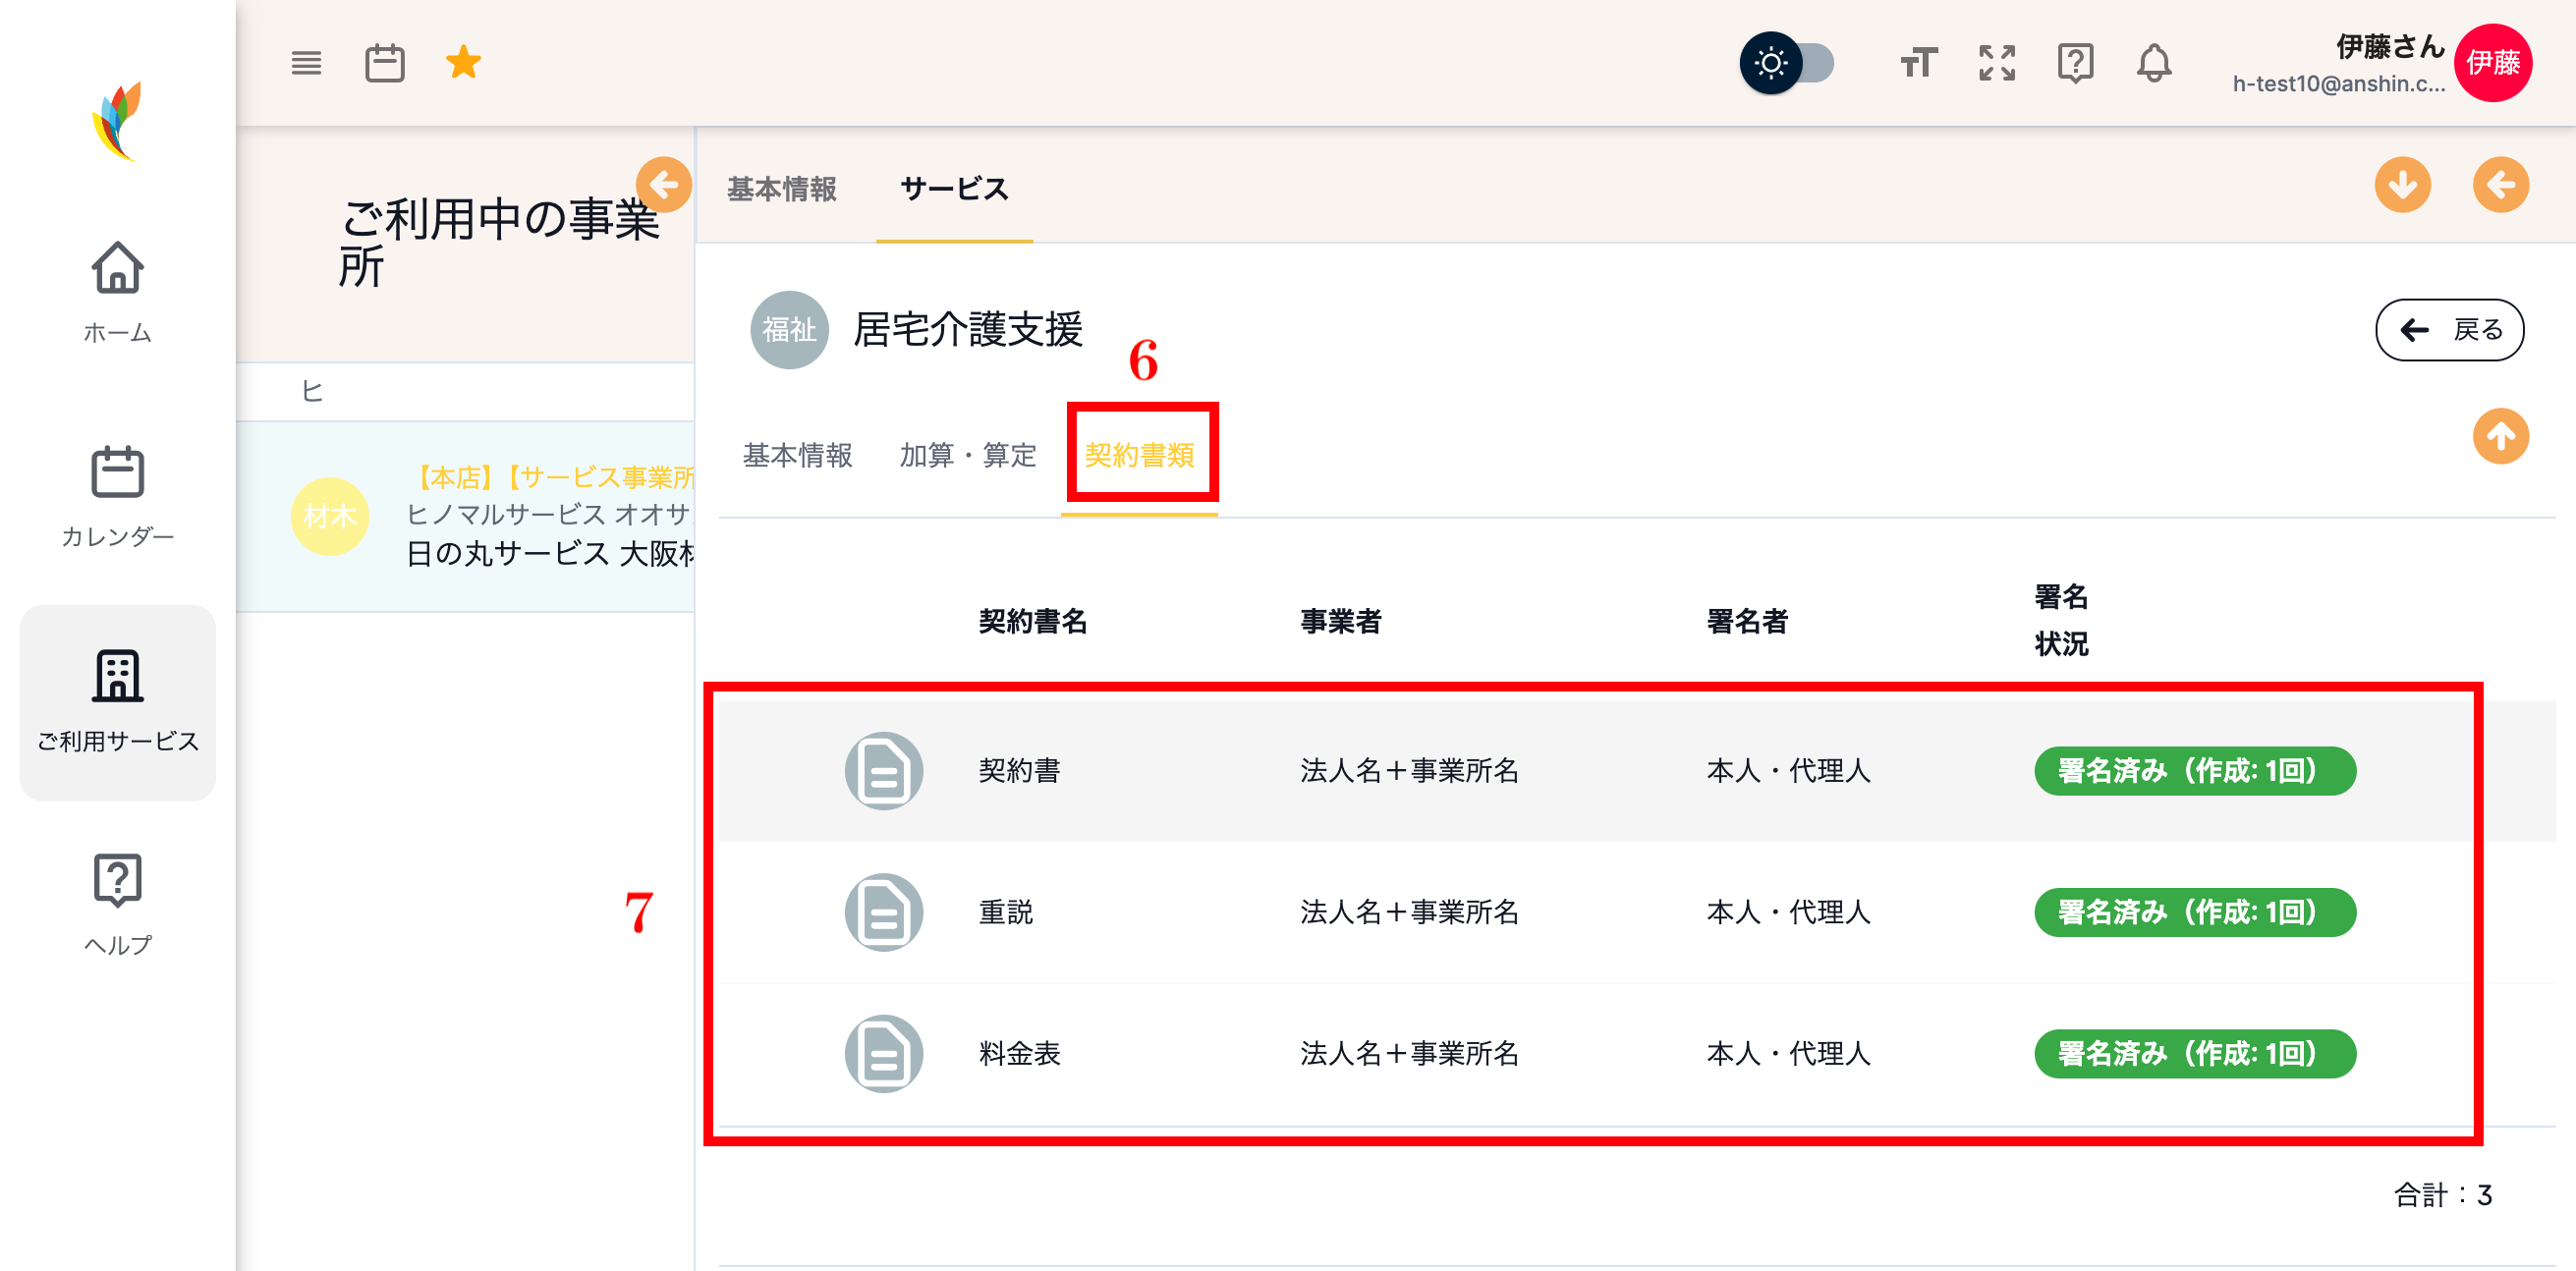 伊藤さん
h-test10@anshin.c...
伊藤
ホーム
カレンダー
ご利用サービス
ヘルプ
ご利用中の事業
所
ヒ
材木
【本店】【サービス事業所
ヒノマルサービス オオサ
日の丸サービス 大阪材
基本情報 サービス
福祉 居宅介護支援
戻る
6
基本情報 加算・算定 契約書類
契約書名 事業者 署名者 署名
状況
7
契約書 法人名＋事業所名 本人・代理人 署名済み（作成: 1回）
重説 法人名＋事業所名 本人・代理人 署名済み（作成: 1回）
料金表 法人名＋事業所名 本人・代理人 署名済み（作成: 1回）
合計：3